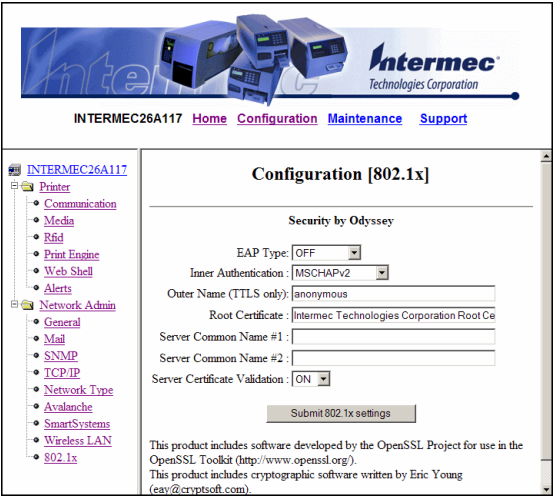 Inte
Intermec
Technologies Corporation
INTERMEC26A117 Home Configuration Maintenance Support
INTERMEC26A117
Printer
Communication
Media
Rfid
Print Engine
Web Shell
Alerts
Network Admin
General
Mail
SNMP
TCP/IP
Network Type
Avalanche
SmartSystems
Wireless LAN
802.1x
Configuration [802.1x]
Security by Odyssey
EAP Type: OFF
Inner Authentication : MSCHAPv2
Outer Name (TTLS only): anonymous
Root Certificate : Intermec Technologies Corporation Root Ce
Server Common Name #1 :
Server Common Name #2 :
Server Certificate Validation : ON
Submit 802.1x settings
This product includes software developed by the OpenSSL Project for use in the
OpenSSL Toolkit (http://www.openssl.org/).
This product includes cryptographic software written by Eric Young
(eay@cryptsoft.com).